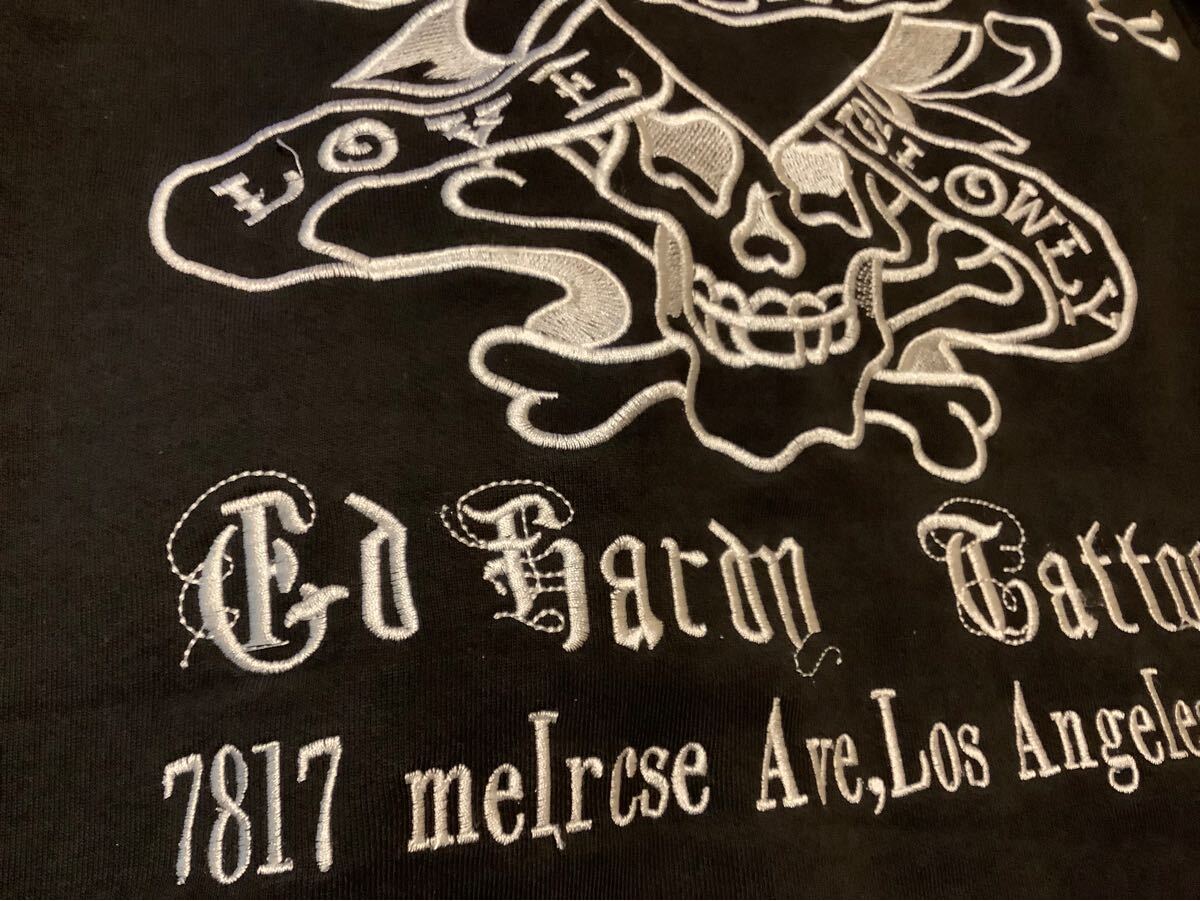 LOVE
SLOWLY
Ed Hardy Tattoo
7817 melrcse Ave,Los Angeles